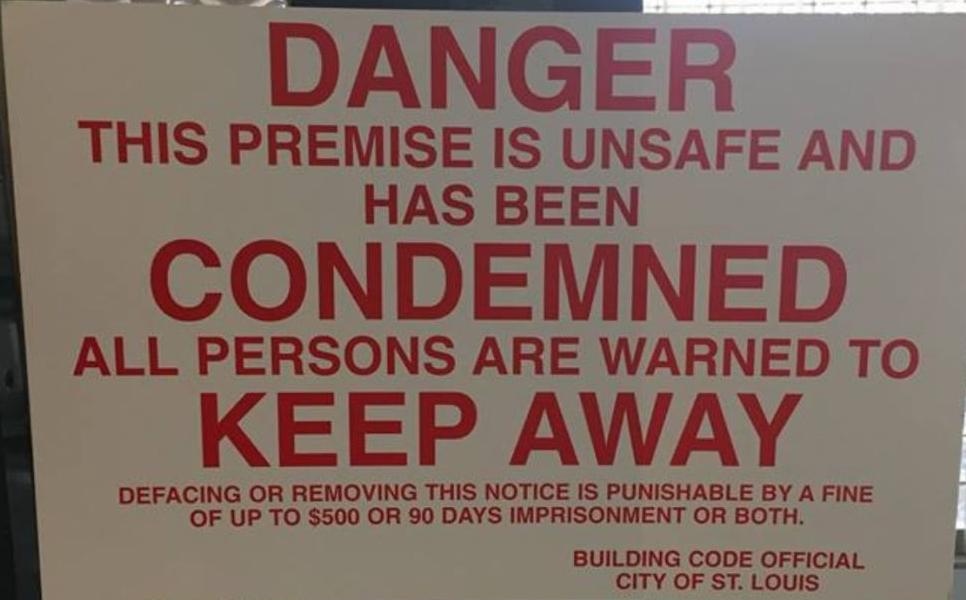 DANGER
THIS PREMISE IS UNSAFE AND
HAS BEEN
CONDEMNED
ALL PERSONS ARE WARNED TO
KEEP AWAY
DEFACING OR REMOVING THIS NOTICE IS PUNISHABLE BY A FINE
OF UP TO $500 OR 90 DAYS IMPRISONMENT OR BOTH.
BUILDING CODE OFFICIAL
CITY OF ST. LOUIS